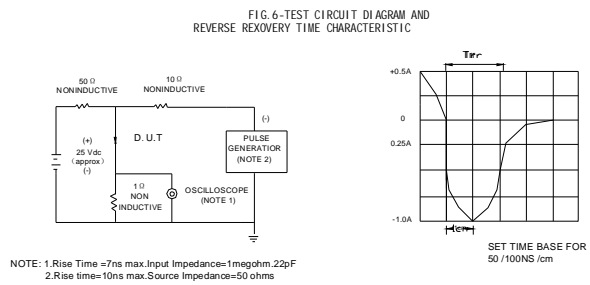 FIG.6-TEST CIRCUIT DIAGRAM AND
REVERSE REXOVERY TIME CHARACTERISTIC
50 Ω
NONINDUCTIVE
10 Ω
NONINDUCTIVE
(+)
25 Vdc
(approx)
(-)
D.U.T
1 Ω
NON
INDUCTIVE
OSCILLOSCOPE
(NOTE 1)
(-)
PULSE
GENERATIOR
(NOTE 2)
+0.5A
0
0.25A
-1.0A
1cm
SET TIME BASE FOR
50 /100NS /cm
NOTE: 1.Rise Time =7ns max.Input Impedance=1megohm.22pF
2.Rise time=10ns max.Source Impedance=50 ohms